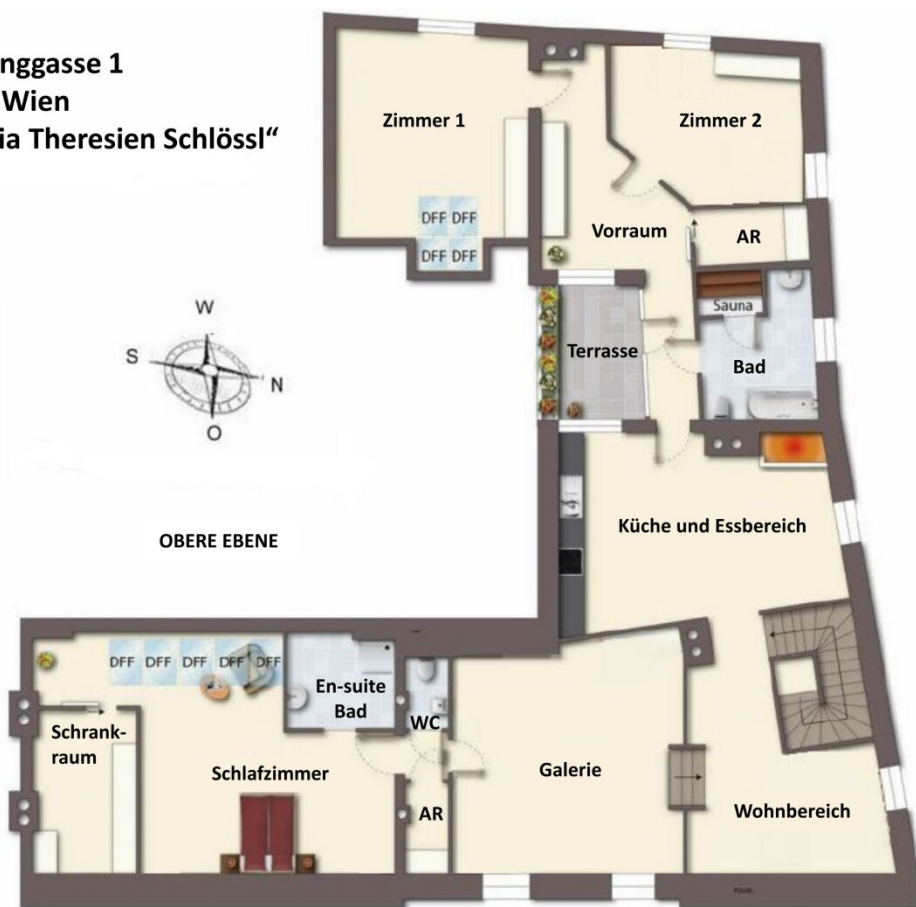 nggasse 1
Wien
ia Theresien Schlössl“
Zimmer 1
Zimmer 2
DFF DFF
DFF DFF
Vorraum
AR
Sauna
Terrasse
Bad
W
S
N
O
Küche und Essbereich
OBERE EBENE
DFF DFF DFF DFF DFF
En-suite
Bad
WC
Schrank-
raum
Schlafzimmer
Galerie
AR
Wohnbereich